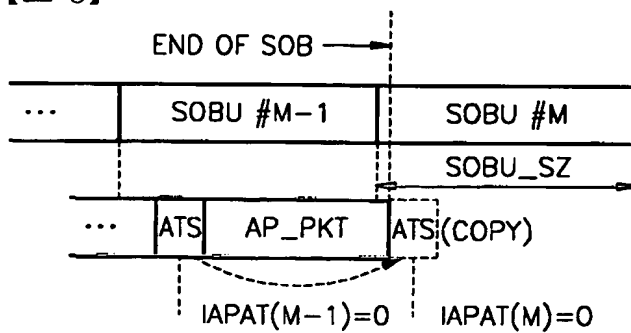 END OF SOB
... SOBU #M-1 SOBU #M
SOBU_SZ
... ATS AP_PKT ATS (COPY)
IAPAT(M-1)=0 IAPAT(M)=0